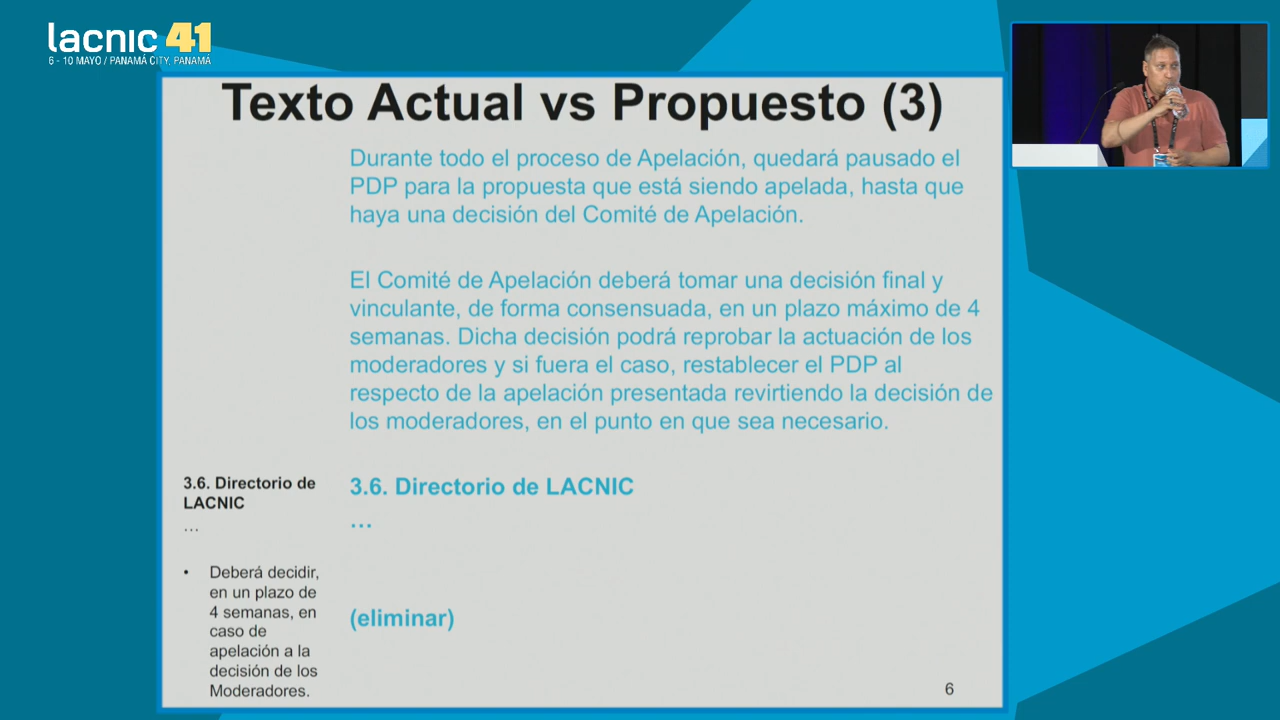 lacnic 41
6 - 10 MAYO / PANAMÁ CITY, PANAMÁ
Texto Actual vs Propuesto (3)
Durante todo el proceso de Apelación, quedará pausado el
PDP para la propuesta que está siendo apelada, hasta que
haya una decisión del Comité de Apelación.
El Comité de Apelación deberá tomar una decisión final y
vinculante, de forma consensuada, en un plazo máximo de 4
semanas. Dicha decisión podrá reprobar la actuación de los
moderadores y si fuera el caso, restablecer el PDP al
respecto de la apelación presentada revirtiendo la decisión de
los moderadores, en el punto en que sea necesario.
3.6. Directorio de
LACNIC
...
• Deberá decidir,
en un plazo de
4 semanas, en
caso de
apelación a la
decisión de los
Moderadores.
3.6. Directorio de LACNIC
...
(eliminar)
6